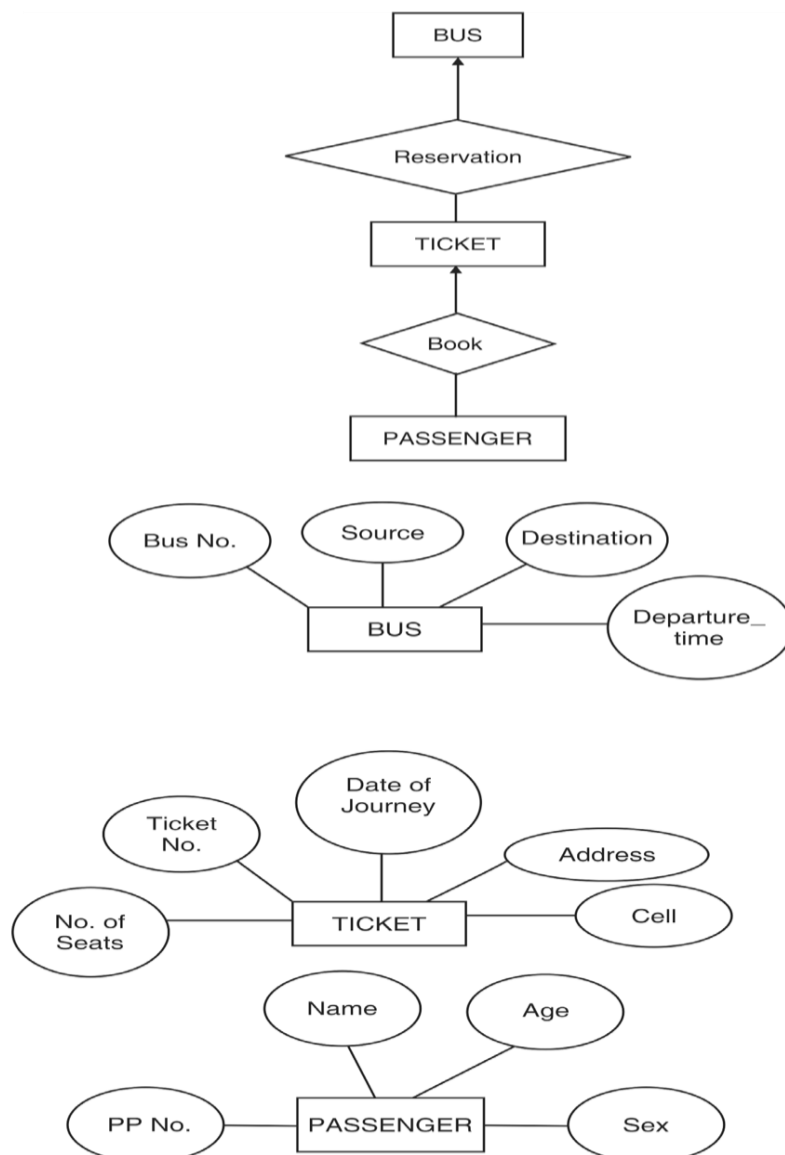 BUS
Reservation
TICKET
Book
PASSENGER
Bus No.
Source
Destination
BUS
Departure_
time
Date of
Journey
Ticket
No.
Address
No. of
Seats
TICKET
Cell
Name
Age
PP No.
PASSENGER
Sex